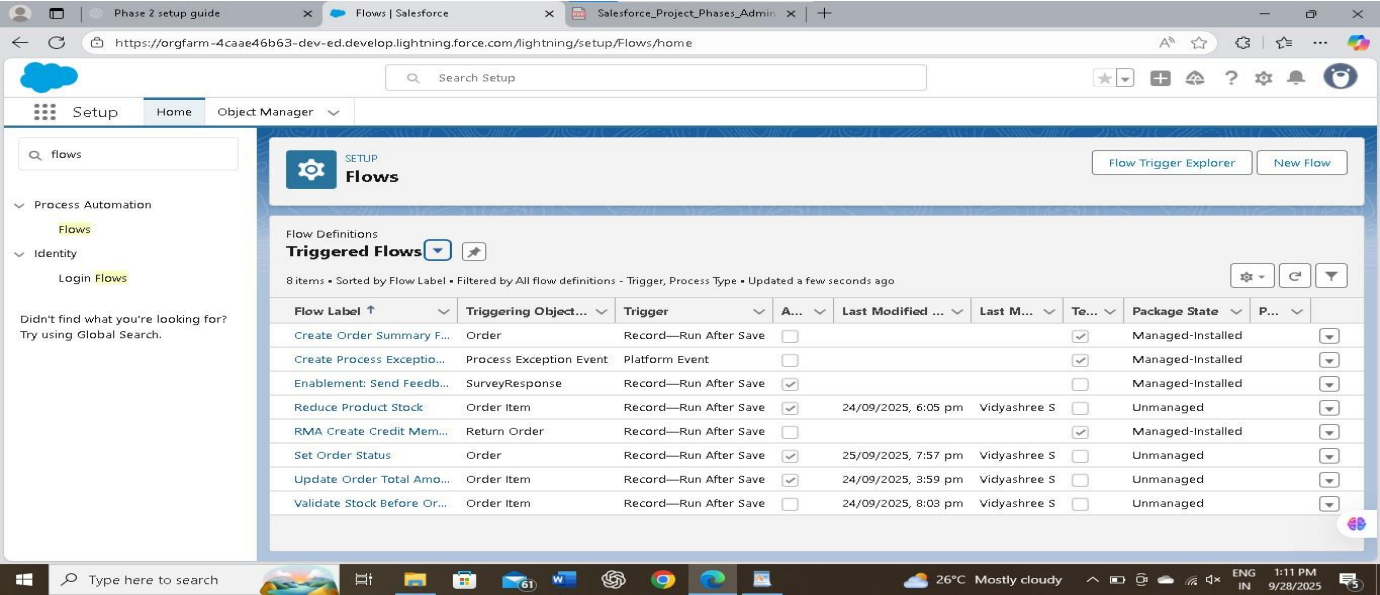 Phase 2 setup guide
Flows | Salesforce
Salesforce_Project_Phases_Admin
https://orgfarm-4caae46b63-dev-ed.develop.lightning.force.com/lightning/setup/Flows/home
Search Setup
Setup Home Object Manager
flows
Process Automation
Flows
Identity
Login Flows
Didn't find what you're looking for?
Try using Global Search.
SETUP
Flows
Flow Trigger Explorer New Flow
Flow Definitions
Triggered Flows
8 items • Sorted by Flow Label • Filtered by All flow definitions - Trigger, Process Type • Updated a few seconds ago
Flow Label Triggering Object... Trigger A... Last Modified ... Last M... Te... Package State P...
Create Order Summary F... Order Record—Run After Save Managed-Installed
Create Process Exceptio... Process Exception Event Platform Event Managed-Installed
Enablement: Send Feedb... SurveyResponse Record—Run After Save Managed-Installed
Reduce Product Stock Order Item Record—Run After Save 24/09/2025, 6:05 pm Vidyashree S Unmanaged
RMA Create Credit Mem... Return Order Record—Run After Save Managed-Installed
Set Order Status Order Record—Run After Save 25/09/2025, 7:57 pm Vidyashree S Unmanaged
Update Order Total Amo... Order Item Record—Run After Save 24/09/2025, 3:59 pm Vidyashree S Unmanaged
Validate Stock Before Or... Order Item Record—Run After Save 24/09/2025, 8:03 pm Vidyashree S Unmanaged
Type here to search
61
26°C Mostly cloudy
ENG
IN
1:11 PM
9/28/2025
5